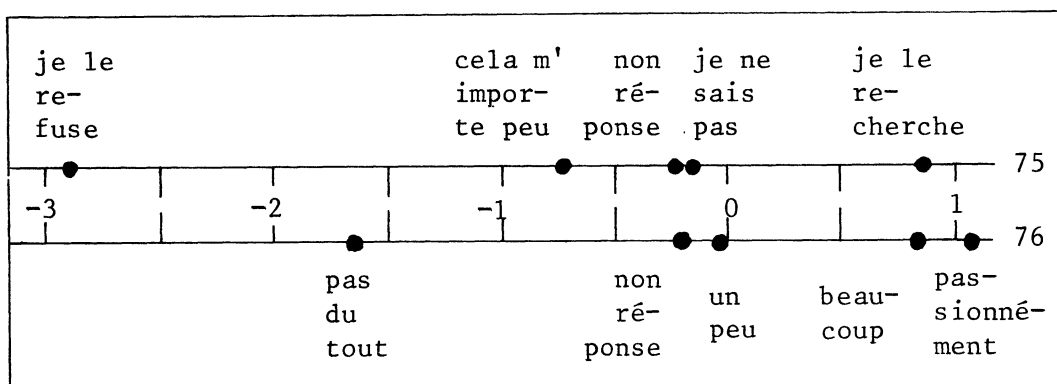 je le cela m' non je ne je le
re- impor- ré- sais re-
fuse te peu ponse pas cherche
75
-3 -2 -1 0 1
76
pas non un beau- pas-
du ré- peu coup sionné-
tout ponse ment